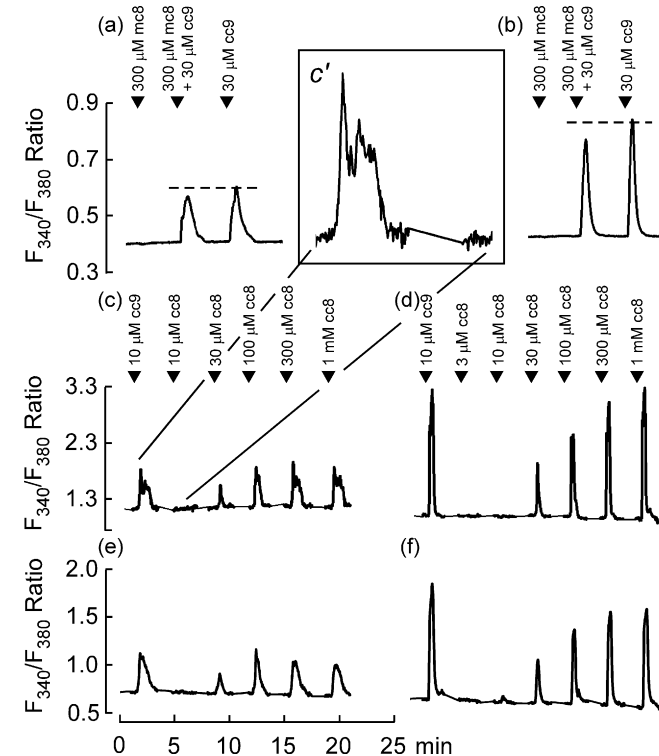 (a)
300 μM mc8
300 μM mc8
+ 30 μM cc9
30 μM cc9
c'
(b)
300 μM mc8
300 μM mc8
+ 30 μM cc9
30 μM cc9
F340/F380 Ratio
0.9
0.7
0.5
0.3
(c)
10 μM cc9
10 μM cc8
30 μM cc8
100 μM cc8
300 μM cc8
1 mM cc8
(d)
10 μM cc9
3 μM cc8
10 μM cc8
30 μM cc8
100 μM cc8
300 μM cc8
1 mM cc8
F340/F380 Ratio
3.3
2.3
1.3
(e)
(f)
F340/F380 Ratio
2.0
1.5
1.0
0.5
0 5 10 15 20 25 min